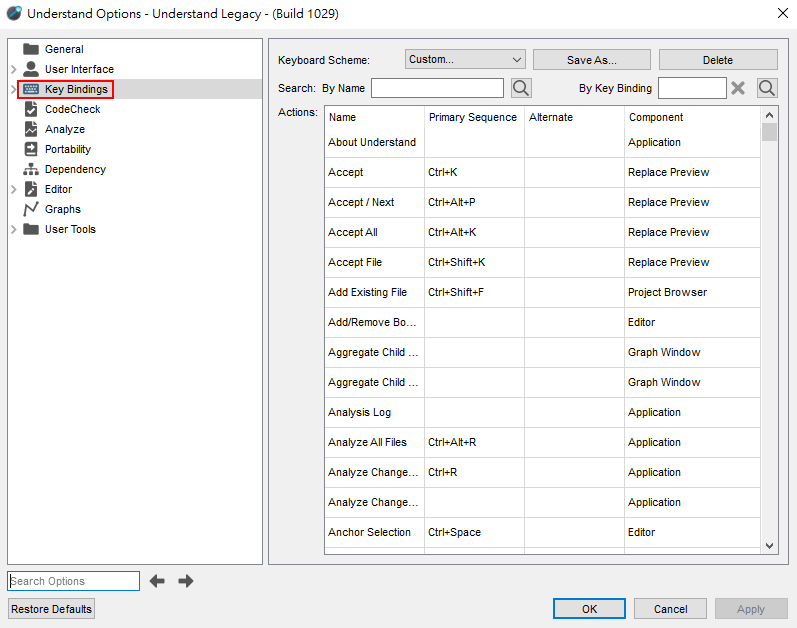 Understand Options - Understand Legacy - (Build 1029)
General
User Interface
Key Bindings
CodeCheck
Analyze
Portability
Dependency
Editor
Graphs
User Tools
Keyboard Scheme: Custom... Save As... Delete
Search: By Name By Key Binding
Actions:
Name Primary Sequence Alternate Component
About Understand Application
Accept Ctrl+K Replace Preview
Accept / Next Ctrl+Alt+P Replace Preview
Accept All Ctrl+Alt+K Replace Preview
Accept File Ctrl+Shift+K Replace Preview
Add Existing File Ctrl+Shift+F Project Browser
Add/Remove Bo... Editor
Aggregate Child ... Graph Window
Aggregate Child ... Graph Window
Analysis Log Application
Analyze All Files Ctrl+Alt+R Application
Analyze Change... Ctrl+R Application
Analyze Change... Application
Anchor Selection Ctrl+Space Editor
Search Options
Restore Defaults OK Cancel Apply